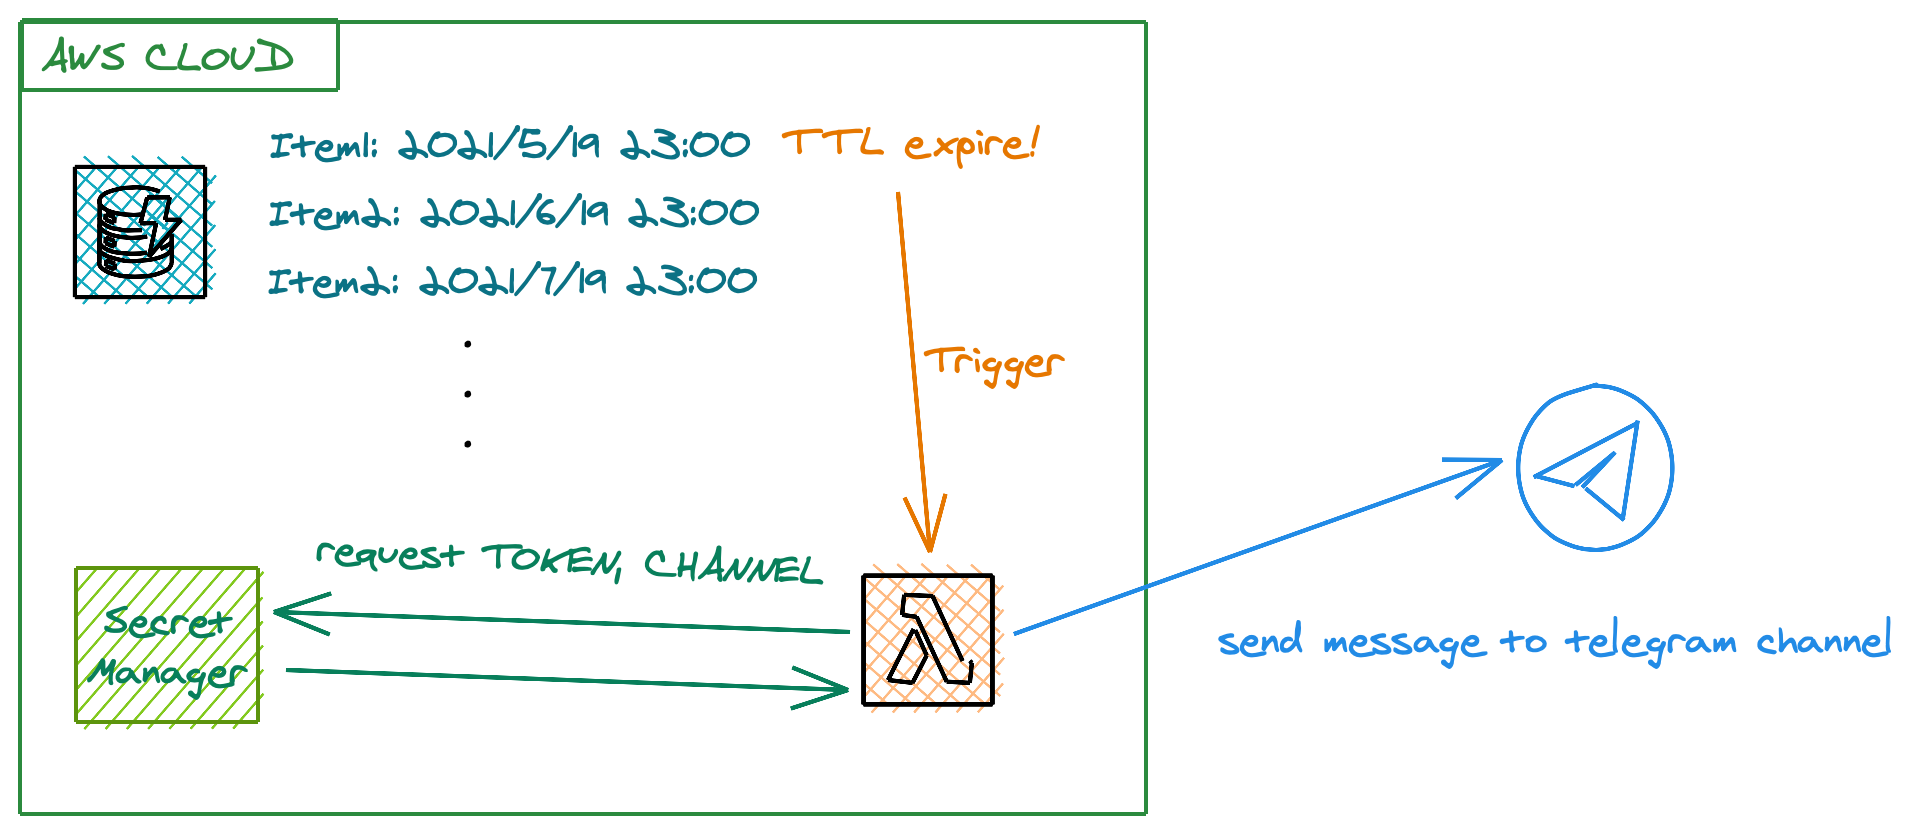 AWS CLOUD
Item1: 2021/5/19 23:00 TTL expire!
Item2: 2021/6/19 23:00
Item2: 2021/7/19 23:00
Trigger
request TOKEN, CHANNEL
Secret
Manager
send message to telegram channel